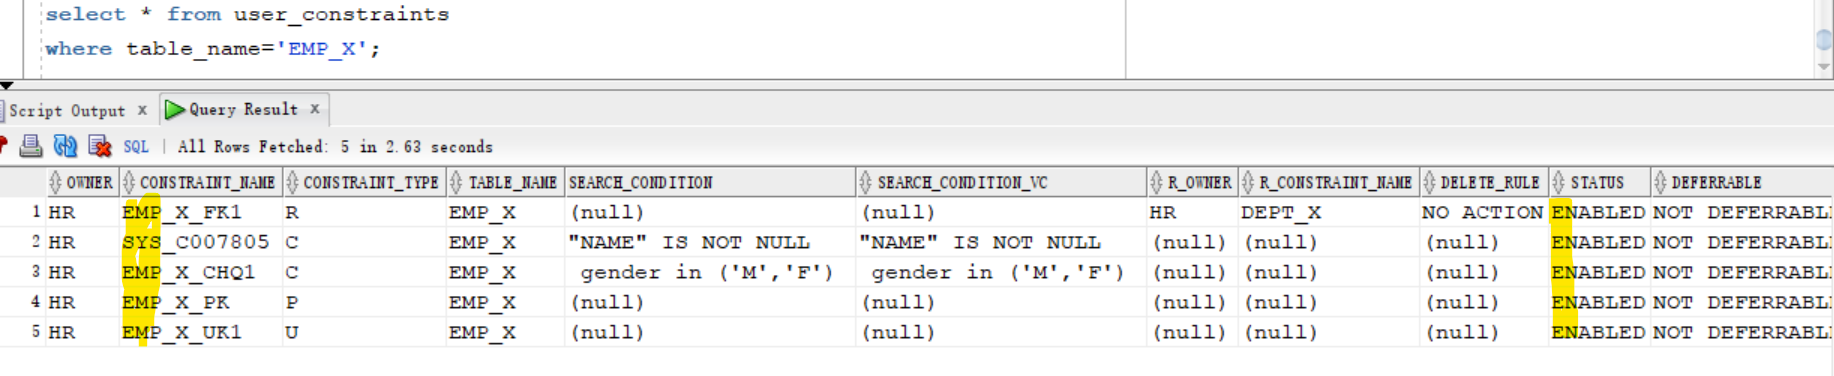 select * from user_constraints
where table_name='EMP_X';
Script Output x Query Result x
SQL | All Rows Fetched: 5 in 2.63 seconds
OWNER CONSTRAINT_NAME CONSTRAINT_TYPE TABLE_NAME SEARCH_CONDITION SEARCH_CONDITION_VC R_OWNER R_CONSTRAINT_NAME DELETE_RULE STATUS DEFERRABLE
1 HR EMP_X_FK1 R EMP_X (null) (null) HR DEPT_X NO ACTION ENABLED NOT DEFERRABL
2 HR SYS_C007805 C EMP_X "NAME" IS NOT NULL "NAME" IS NOT NULL (null) (null) (null) ENABLED NOT DEFERRABL
3 HR EMP_X_CHQ1 C EMP_X gender in ('M','F') gender in ('M','F') (null) (null) (null) ENABLED NOT DEFERRABL
4 HR EMP_X_PK P EMP_X (null) (null) (null) (null) (null) ENABLED NOT DEFERRABL
5 HR EMP_X_UK1 U EMP_X (null) (null) (null) (null) (null) ENABLED NOT DEFERRABL